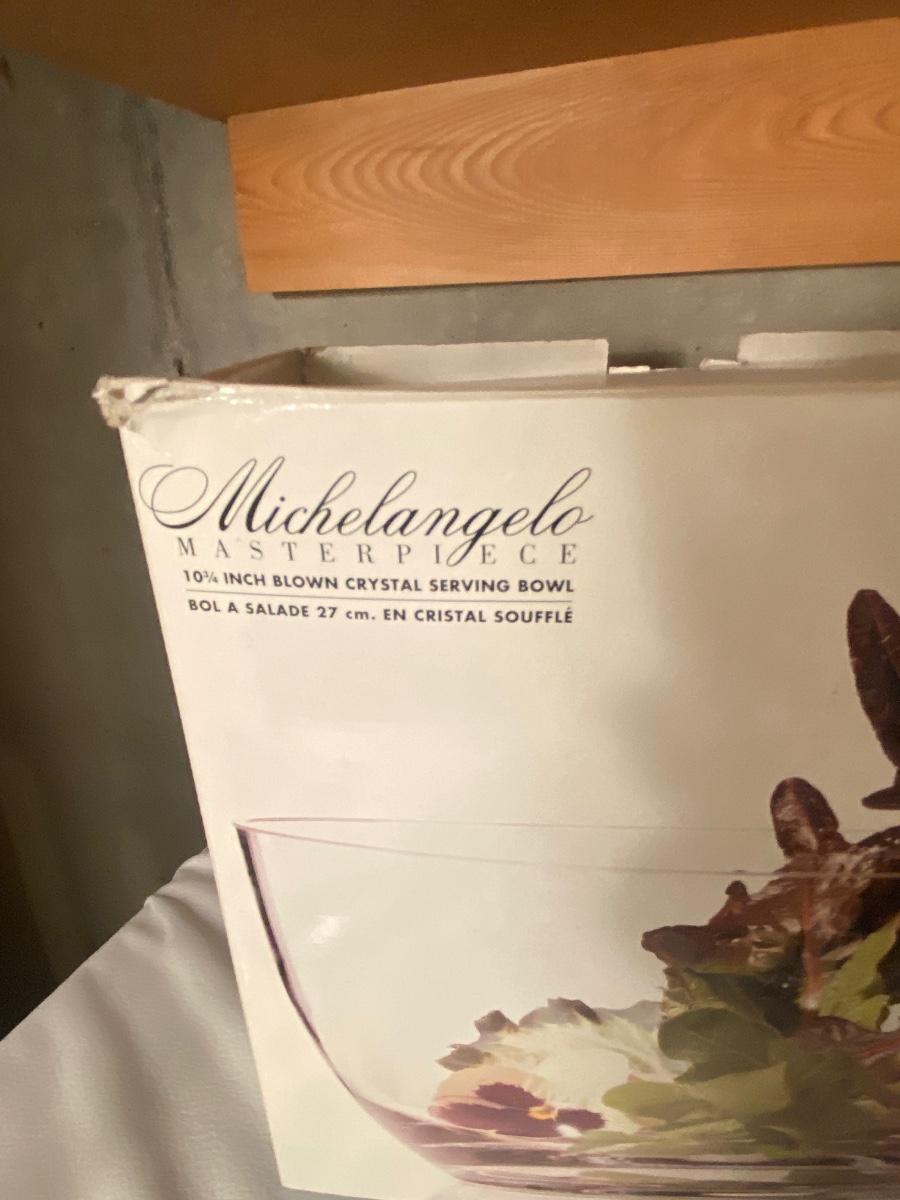 Michelangelo
MASTERPIECE
10¾ INCH BLOWN CRYSTAL SERVING BOWL
BOL A SALADE 27 cm. EN CRISTAL SOUFFLÉ